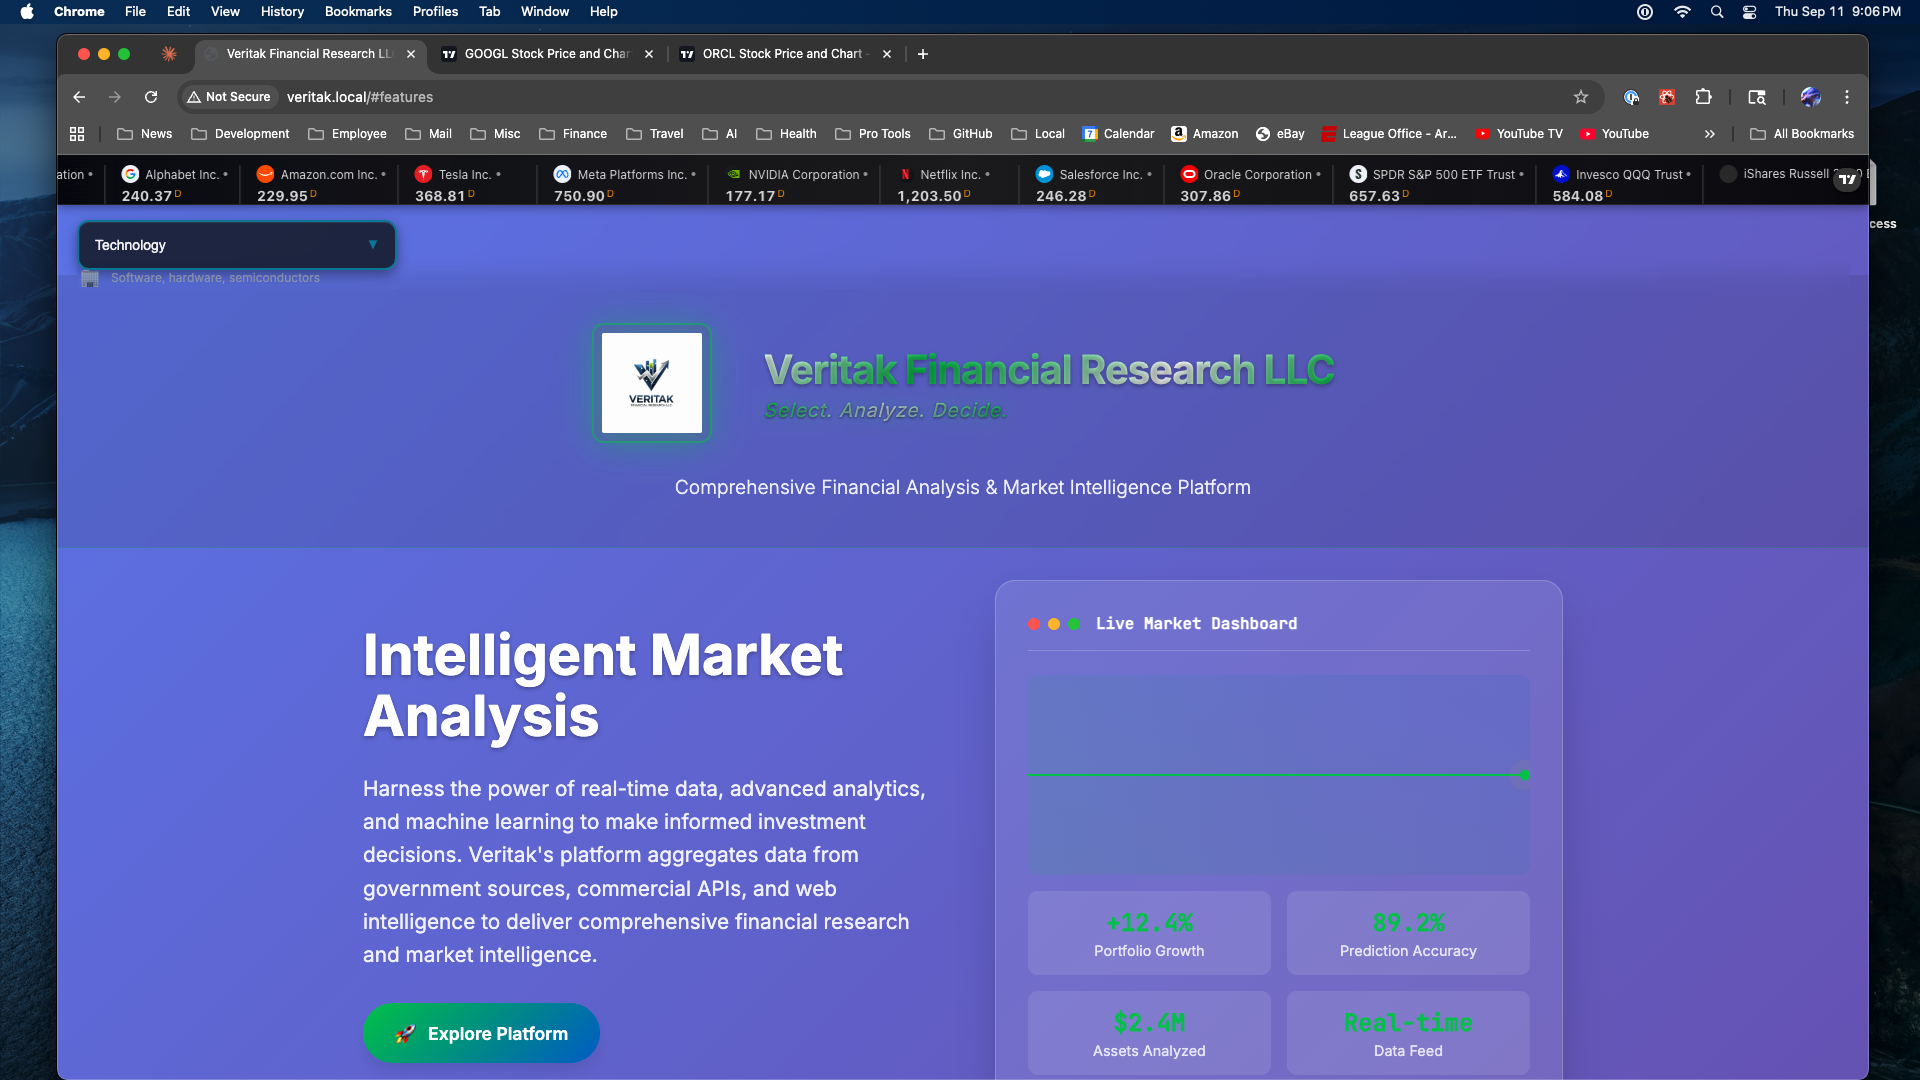 Chrome File Edit View History Bookmarks Profiles Tab Window Help Thu Sep 11 9:06 PM
Veritak Financial Research LL GOOGL Stock Price and Char ORCL Stock Price and Chart
Not Secure veritak.local/#features
News Development Employee Mail Misc Finance Travel AI Health Pro Tools GitHub Local Calendar Amazon eBay League Office - Ar... YouTube TV YouTube » All Bookmarks
ation • Alphabet Inc. • Amazon.com Inc. • Tesla Inc. • Meta Platforms Inc. • NVIDIA Corporation • Netflix Inc. • Salesforce Inc. • Oracle Corporation • SPDR S&P 500 ETF Trust • Invesco QQQ Trust • iShares Russell
240.37 D 229.95 D 368.81 D 750.90 D 177.17 D 1,203.50 D 246.28 D 307.86 D 657.63 D 584.08 D
cess
Technology
Software, hardware, semiconductors
VERITAK
Veritak Financial Research LLC
Select. Analyze. Decide.
Comprehensive Financial Analysis & Market Intelligence Platform
Intelligent Market
Analysis
Harness the power of real-time data, advanced analytics,
and machine learning to make informed investment
decisions. Veritak's platform aggregates data from
government sources, commercial APIs, and web
intelligence to deliver comprehensive financial research
and market intelligence.
Explore Platform
Live Market Dashboard
+12.4% 89.2%
Portfolio Growth Prediction Accuracy
$2.4M Real-time
Assets Analyzed Data Feed